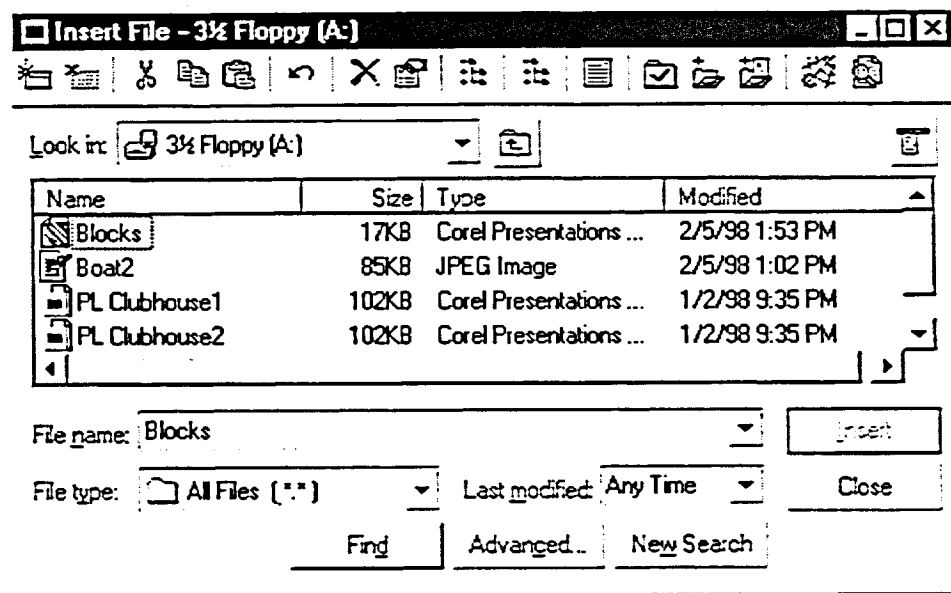 Insert File - 3½ Floppy (A:)
Look in: 3½ Floppy (A:)
Name Size Type Modified
Blocks 17KB Corel Presentations ... 2/5/98 1:53 PM
Boat2 85KB JPEG Image 2/5/98 1:02 PM
PL Clubhouse1 102KB Corel Presentations ... 1/2/98 9:35 PM
PL Clubhouse2 102KB Corel Presentations ... 1/2/98 9:35 PM
File name: Blocks Insert
File type: All Files (*.*) Last modified: Any Time Close
Find Advanced... New Search